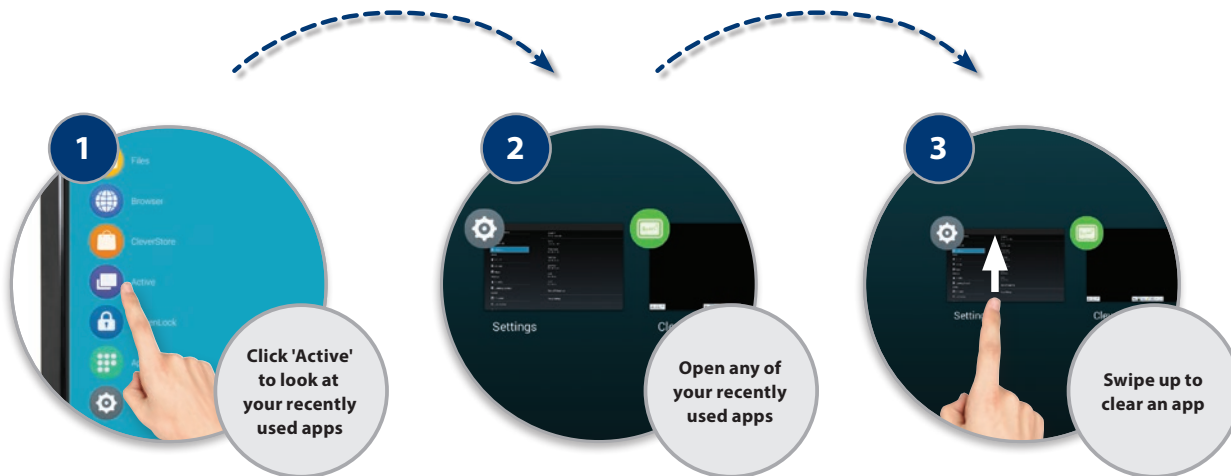 1
Files
Browser
CleverStore
Active
Click 'Active'
to look at
your recently
used apps
2
Settings
Open any of
your recently
used apps
3
Swipe up to
clear an app